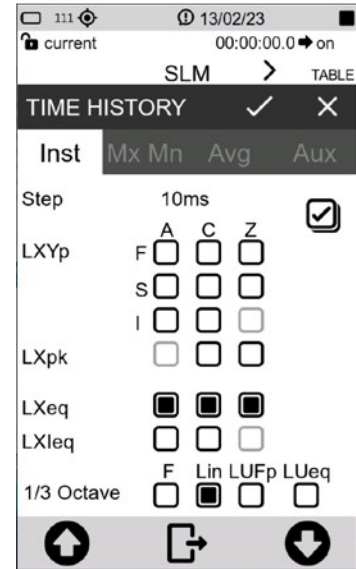 111 13/02/23
current 00:00:00.0 on
SLM > TABLE
TIME HISTORY
Inst Mx Mn Avg Aux
Step 10ms
A C Z
LXYp F
S
I
LXpk
LXeq
LXIeq
F Lin LUFp LUeq
1/3 Octave